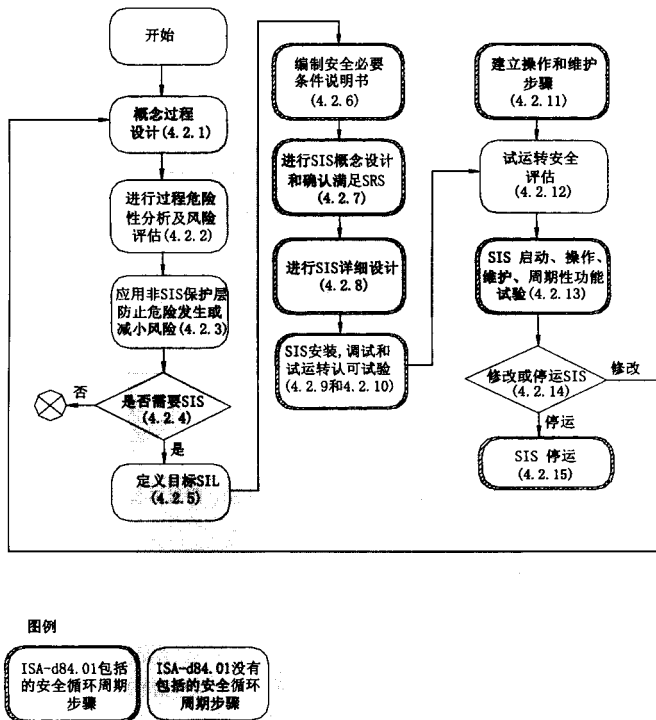 开始
概念过程
设计(4.2.1)
进行过程危险
性分析及风险
评估(4.2.2)
应用非SIS保护层
防止危险发生或
减小风险(4.2.3)
是否需要SIS
(4.2.4)
否
是
定义目标SIL
(4.2.5)
编制安全必要
条件说明书
(4.2.6)
进行SIS概念设计
和确认满足SRS
(4.2.7)
进行SIS详细设计
(4.2.8)
SIS安装,调试和
试运转认可试验
(4.2.9和4.2.10)
建立操作和维护
步骤
(4.2.11)
试运转安全
评估
(4.2.12)
SIS 启动、操作、
维护、周期性功能
试验(4.2.13)
修改或停运SIS
(4.2.14)
修改
停运
SIS 停运
(4.2.15)
图例
ISA-d84.01包括
的安全循环周期
步骤
ISA-d84.01没有
包括的安全循环
周期步骤